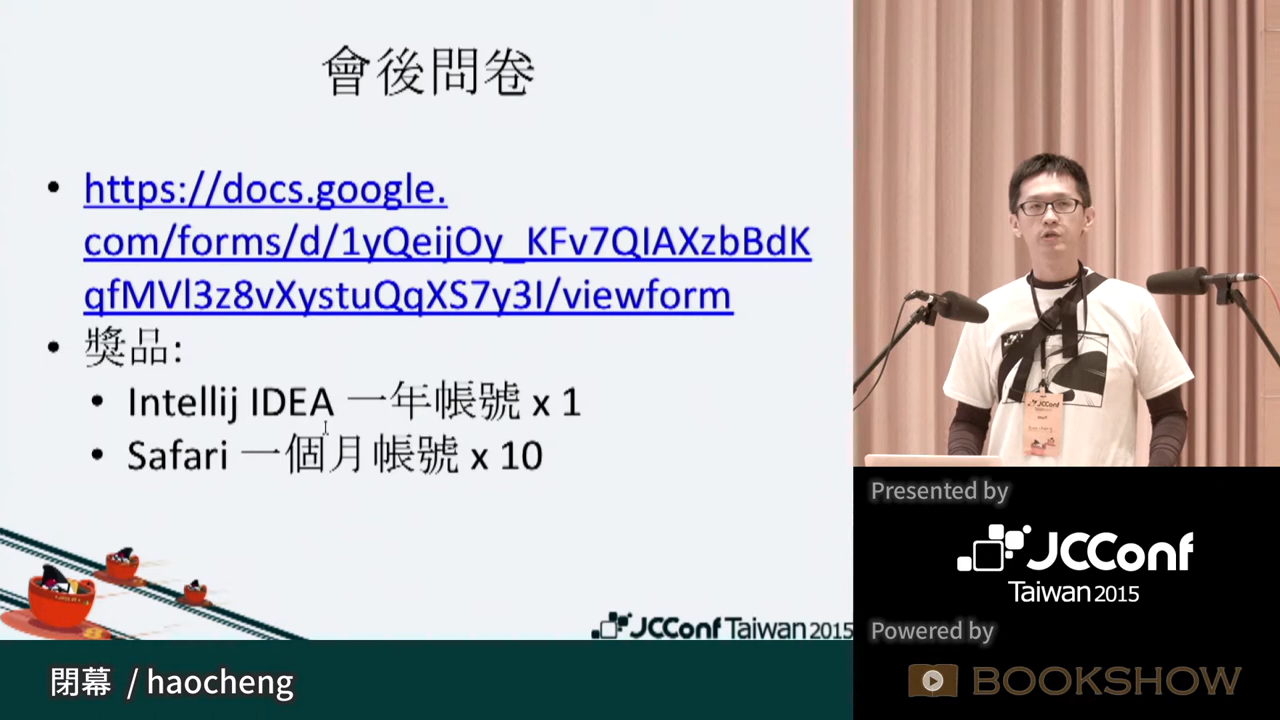 會後問卷
• https://docs.google.
com/forms/d/1yQeijOy_KFv7QIAXzbBdK
qfMVl3z8vXystuQqXS7y3I/viewform
• 獎品:
• Intellij IDEA 一年帳號 x 1
• Safari 一個月帳號 x 10
JCConf Taiwan 2015
閉幕 / haocheng
JCConf
Presented by
JCConf
Taiwan 2015
Powered by
BOOKSHOW